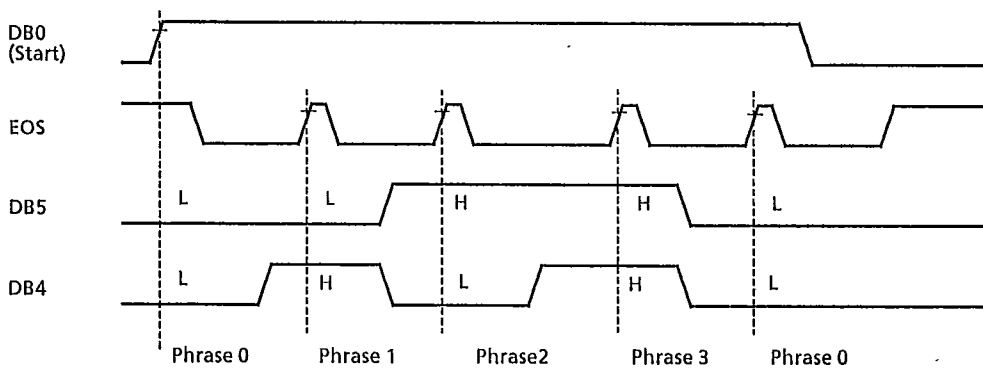 DB0
(Start)
EOS
DB5
L L H H L
DB4
L H L H L
Phrase 0 Phrase 1 Phrase2 Phrase 3 Phrase 0